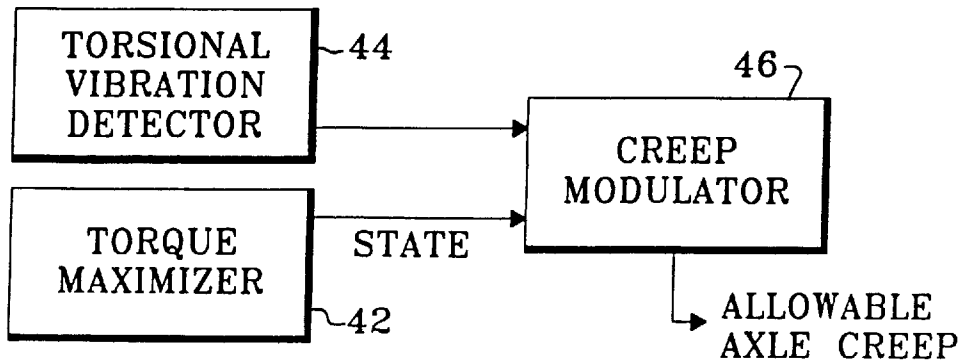 TORSIONAL
VIBRATION
DETECTOR
44
46
CREEP
MODULATOR
STATE
TORQUE
MAXIMIZER
42
ALLOWABLE
AXLE CREEP